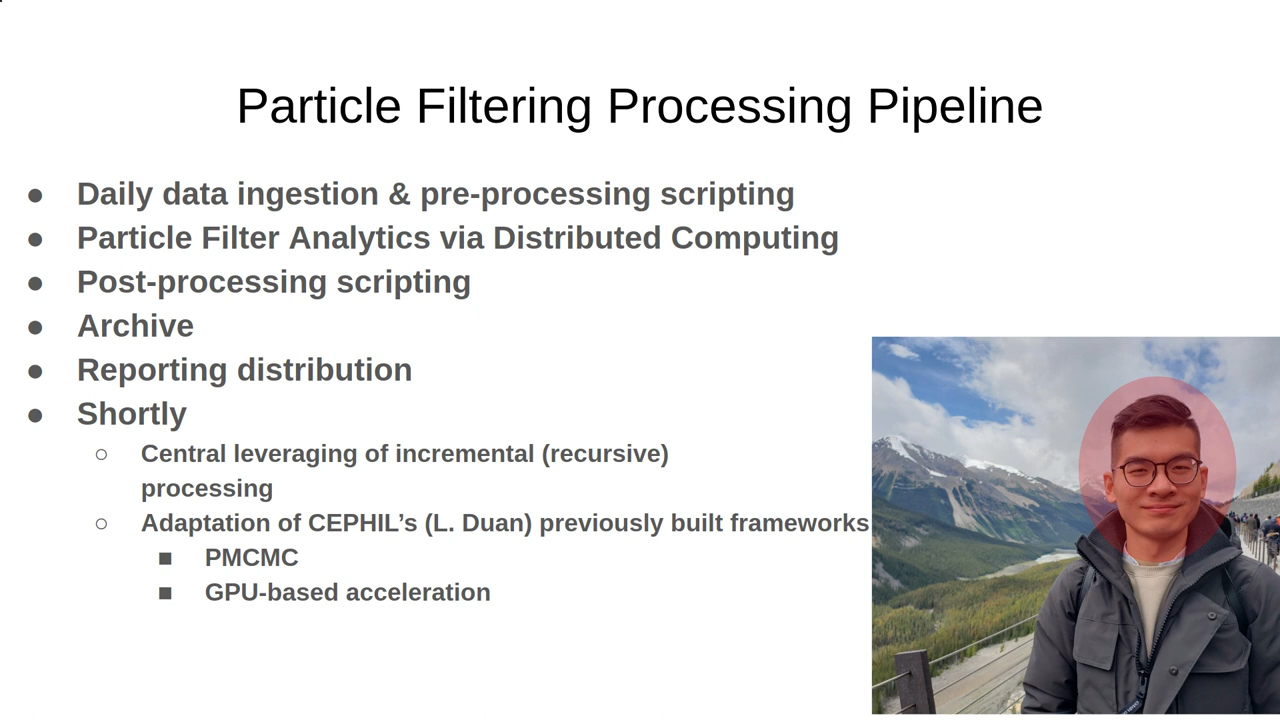 Particle Filtering Processing Pipeline
● Daily data ingestion & pre-processing scripting
● Particle Filter Analytics via Distributed Computing
● Post-processing scripting
● Archive
● Reporting distribution
● Shortly
○ Central leveraging of incremental (recursive)
processing
○ Adaptation of CEPHIL’s (L. Duan) previously built frameworks
■ PMCMC
■ GPU-based acceleration